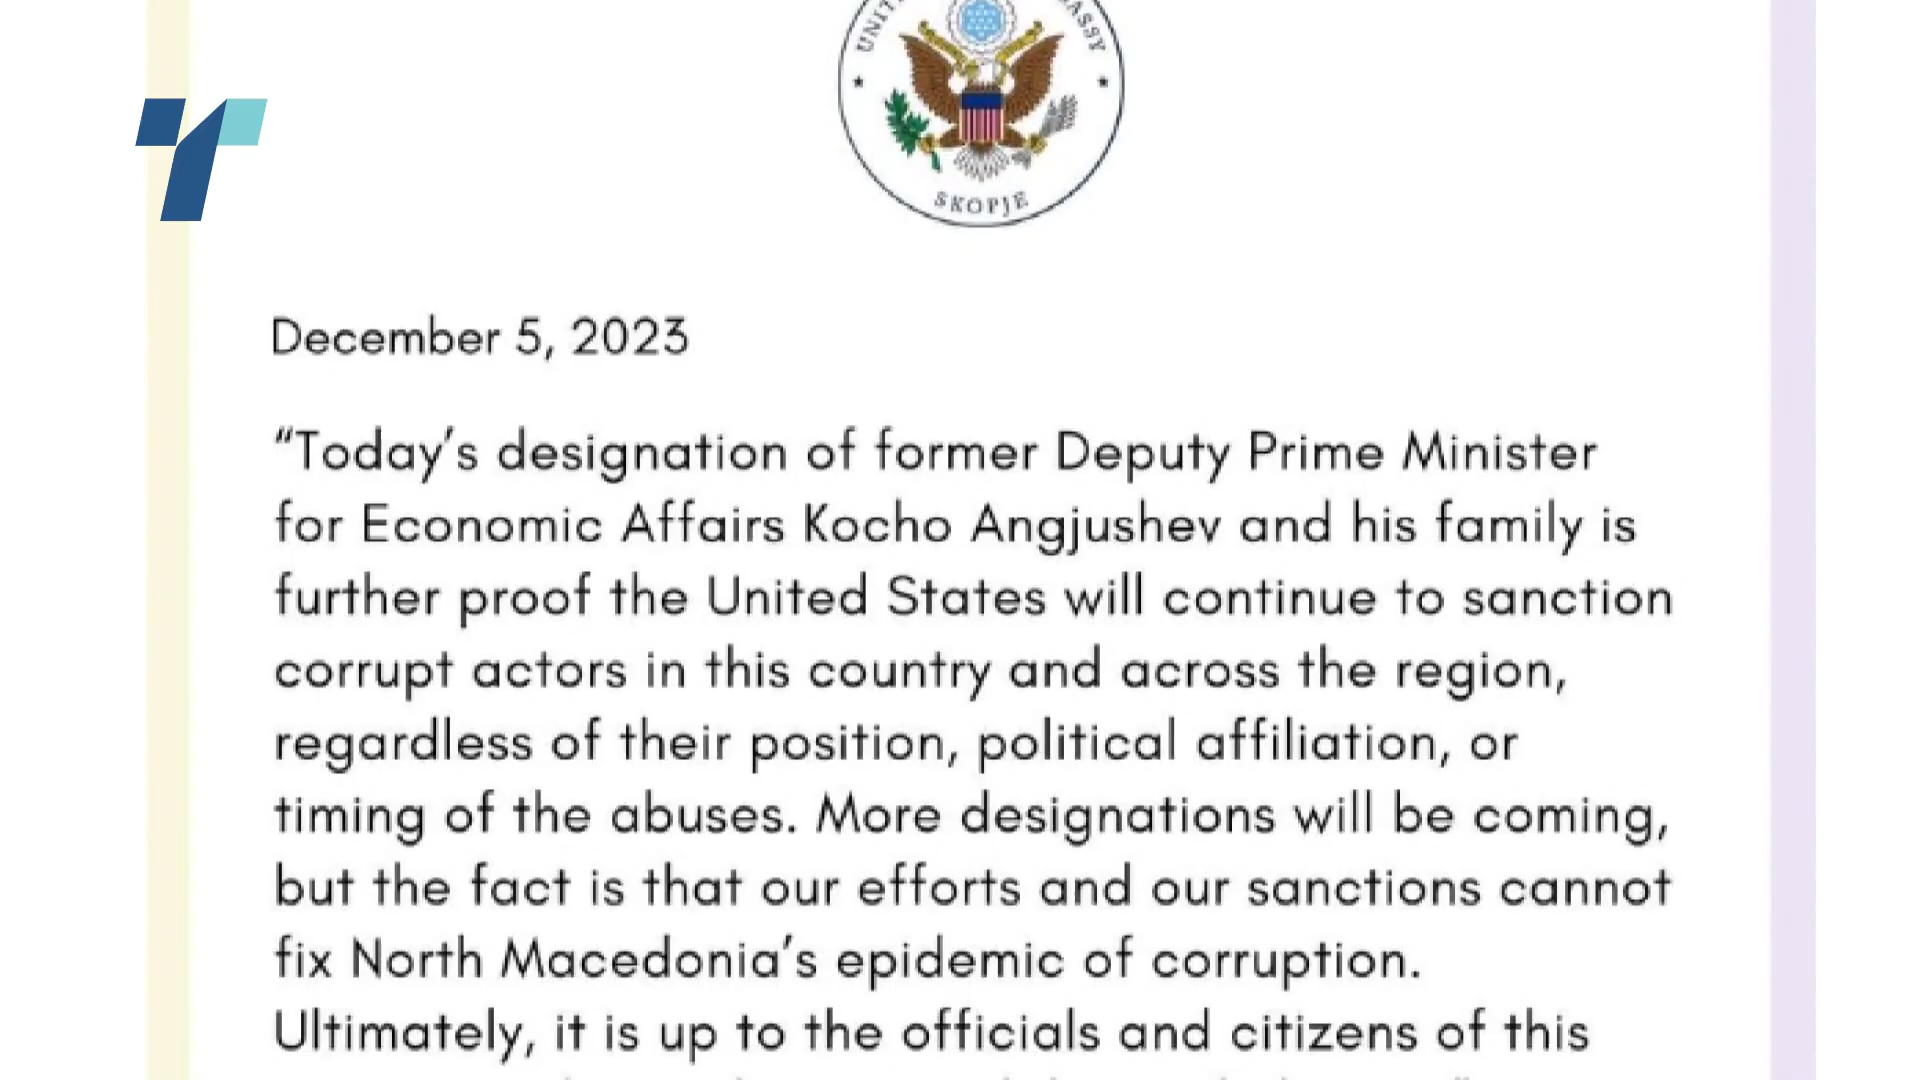 SKOPJE
December 5, 2023
“Today’s designation of former Deputy Prime Minister
for Economic Affairs Kocho Angjushev and his family is
further proof the United States will continue to sanction
corrupt actors in this country and across the region,
regardless of their position, political affiliation, or
timing of the abuses. More designations will be coming,
but the fact is that our efforts and our sanctions cannot
fix North Macedonia’s epidemic of corruption.
Ultimately, it is up to the officials and citizens of this